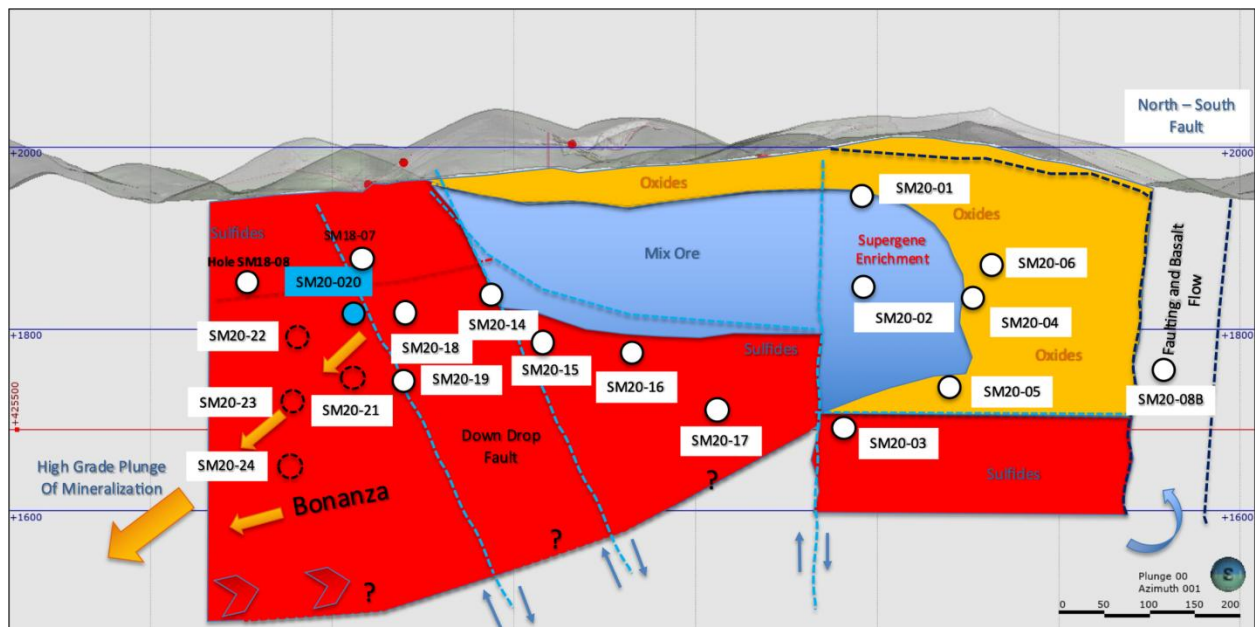 North – South
Fault
+2000
Oxides
SM20-01
Oxides
Sulfides
SM18-07
Mix Ore
Supergene
Enrichment
SM20-06
Hole SM18-08
SM20-020
Faulting and Basalt
Flow
SM20-14
SM20-02
SM20-04
+1800
SM20-22
SM20-18
Sulfides
SM20-15
Oxides
SM20-16
SM20-19
SM20-23
SM20-21
SM20-05
SM20-08B
+425500
SM20-17
Down Drop
Fault
SM20-03
SM20-24
High Grade Plunge
Of Mineralization
Sulfides
?
Bonanza
+1600
?
?
Plunge 00
Azimuth 001
0 50 100 150 200